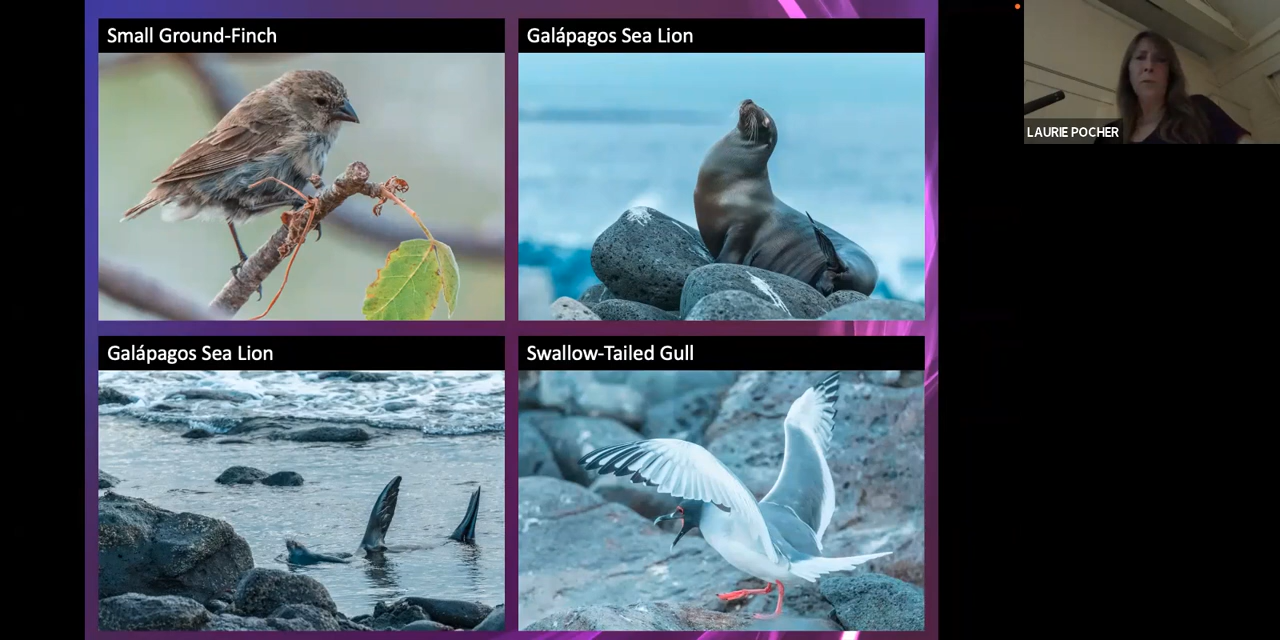 Small Ground-Finch
Galápagos Sea Lion
LAURIE POCHER
Galápagos Sea Lion
Swallow-Tailed Gull